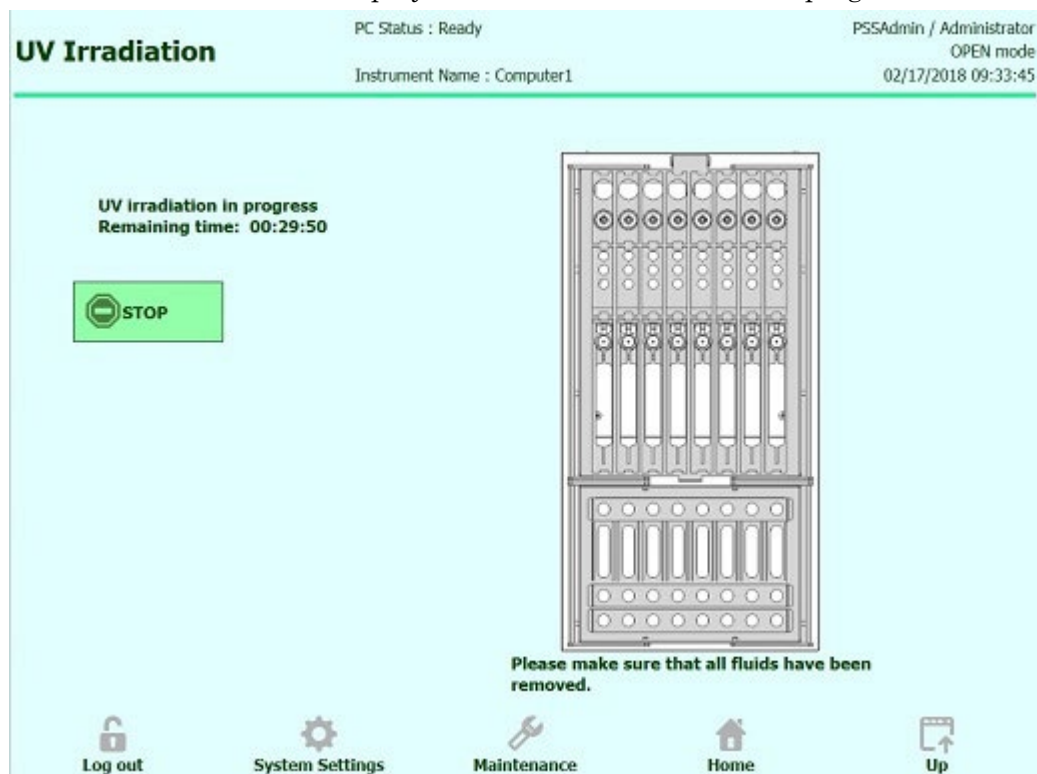 UV Irradiation
PC Status : Ready
Instrument Name : Computer1
PSSAdmin / Administrator
OPEN mode
02/17/2018 09:33:45
UV irradiation in progress
Remaining time: 00:29:50
STOP
Please make sure that all fluids have been
removed.
Log out
System Settings
Maintenance
Home
Up